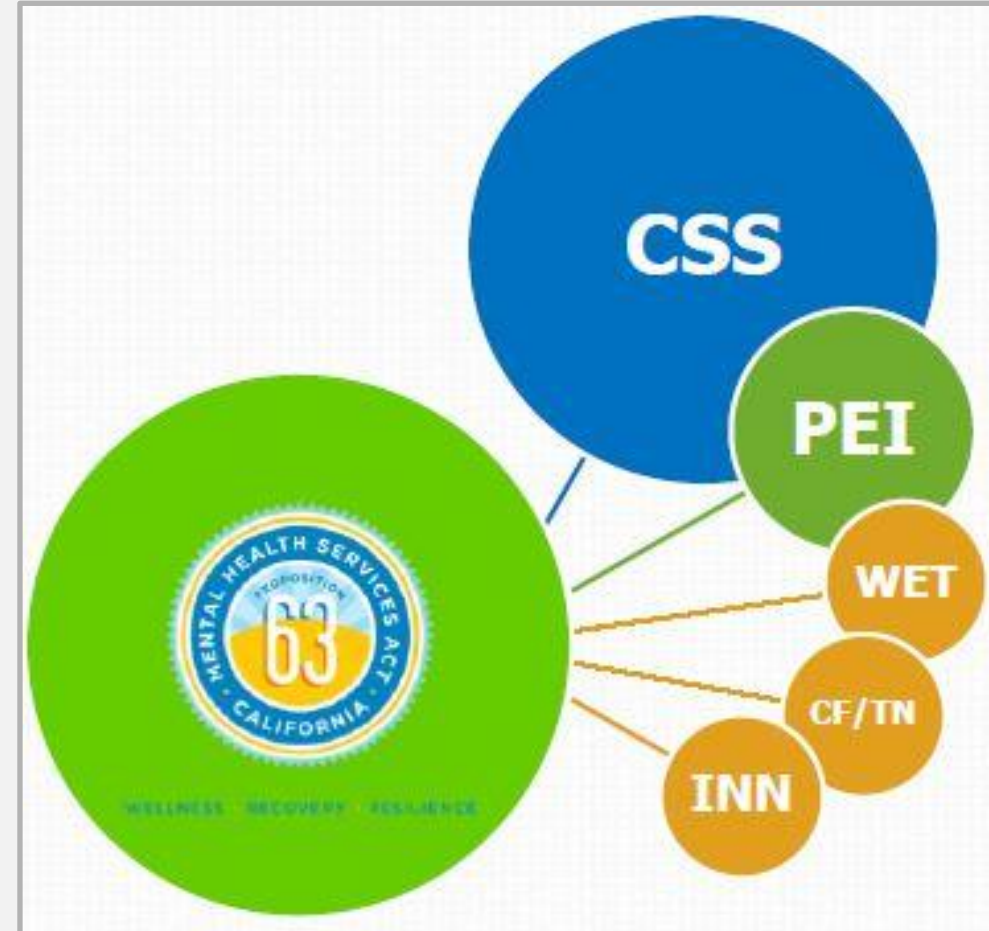 CSS
PEI
WET
CF/TN
INN
MENTAL HEALTH SERVICES ACT
PROPOSITION
63
CALIFORNIA
WELLNESS • RECOVERY • RESILIENCE